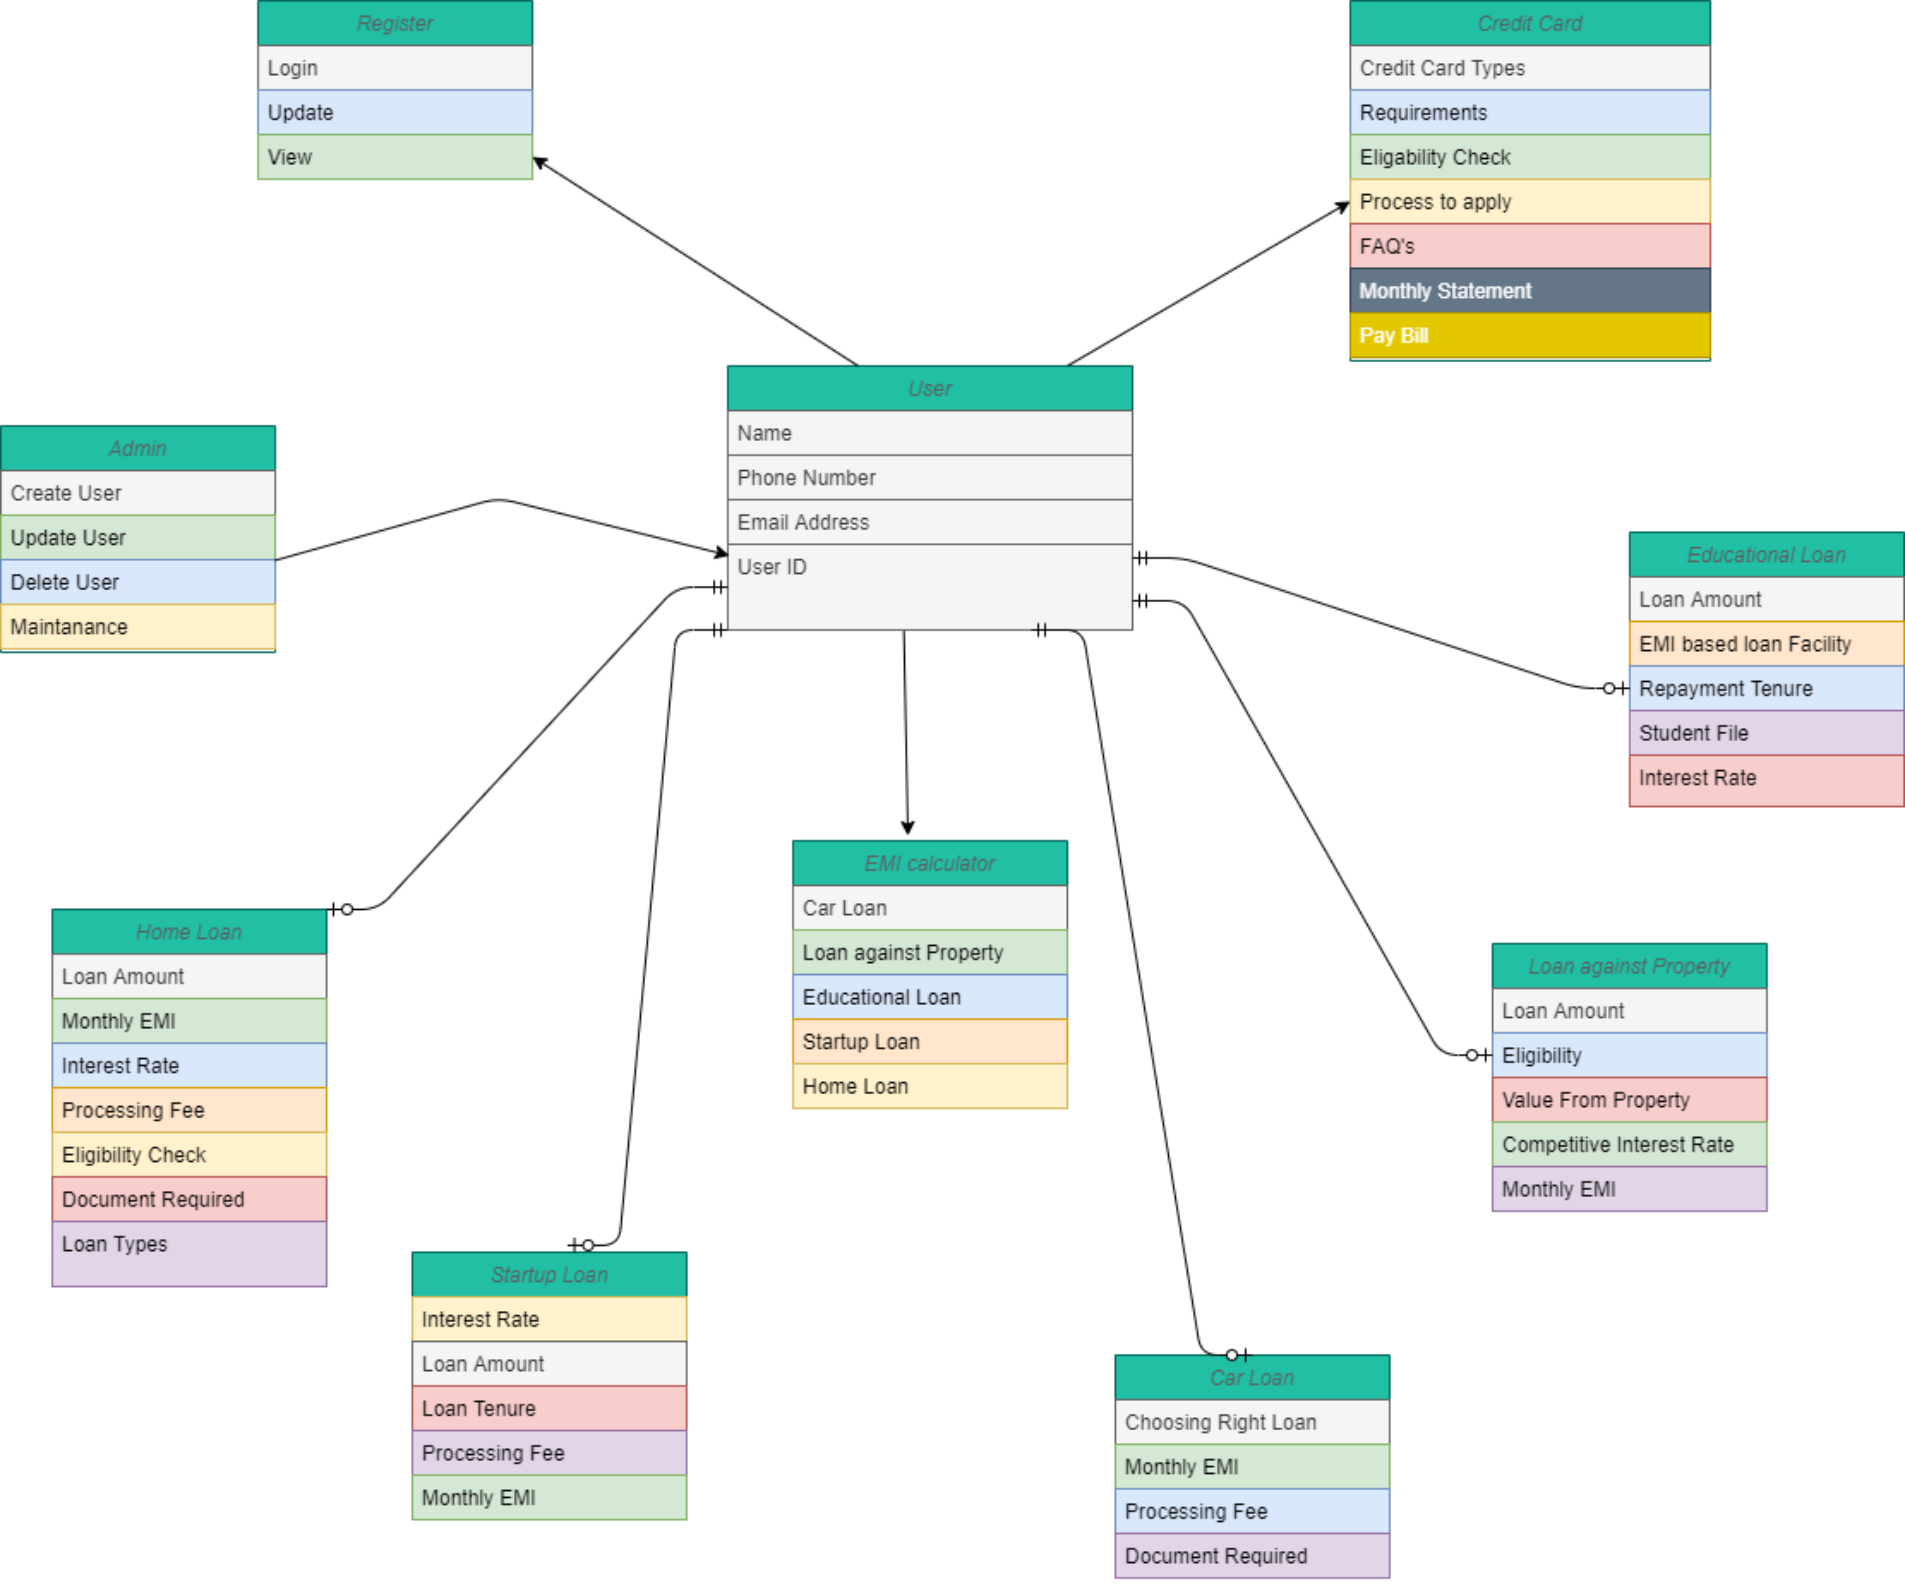 Register
Login
Update
View
Credit Card
Credit Card Types
Requirements
Eligability Check
Process to apply
FAQ's
Monthly Statement
Pay Bill
User
Name
Phone Number
Email Address
User ID
Admin
Create User
Update User
Delete User
Maintanance
Educational Loan
Loan Amount
EMI based loan Facility
Repayment Tenure
Student File
Interest Rate
EMI calculator
Car Loan
Loan against Property
Educational Loan
Startup Loan
Home Loan
Home Loan
Loan Amount
Monthly EMI
Interest Rate
Processing Fee
Eligibility Check
Document Required
Loan Types
Loan against Property
Loan Amount
Eligibility
Value From Property
Competitive Interest Rate
Monthly EMI
Startup Loan
Interest Rate
Loan Amount
Loan Tenure
Processing Fee
Monthly EMI
Car Loan
Choosing Right Loan
Monthly EMI
Processing Fee
Document Required